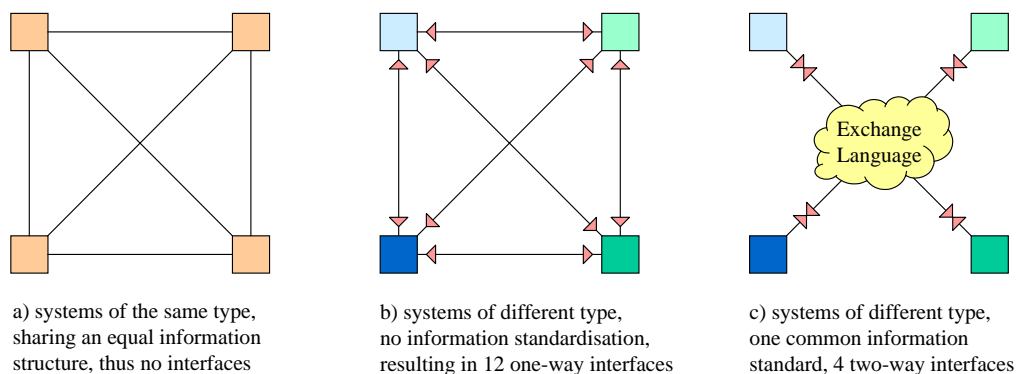 Exchange
Language
a) systems of the same type,
sharing an equal information
structure, thus no interfaces
b) systems of different type,
no information standardisation,
resulting in 12 one-way interfaces
c) systems of different type,
one common information
standard, 4 two-way interfaces